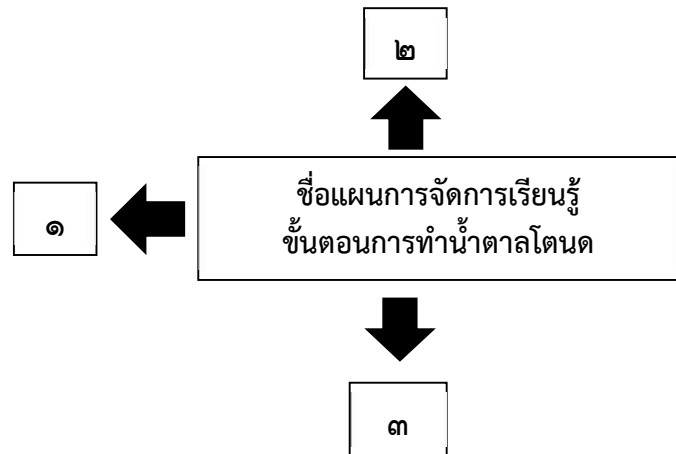 ๒
ชื่อแผนการจัดการเรียนรู้
ขั้นตอนการทำน้ำตาลโตนด
๑
๓